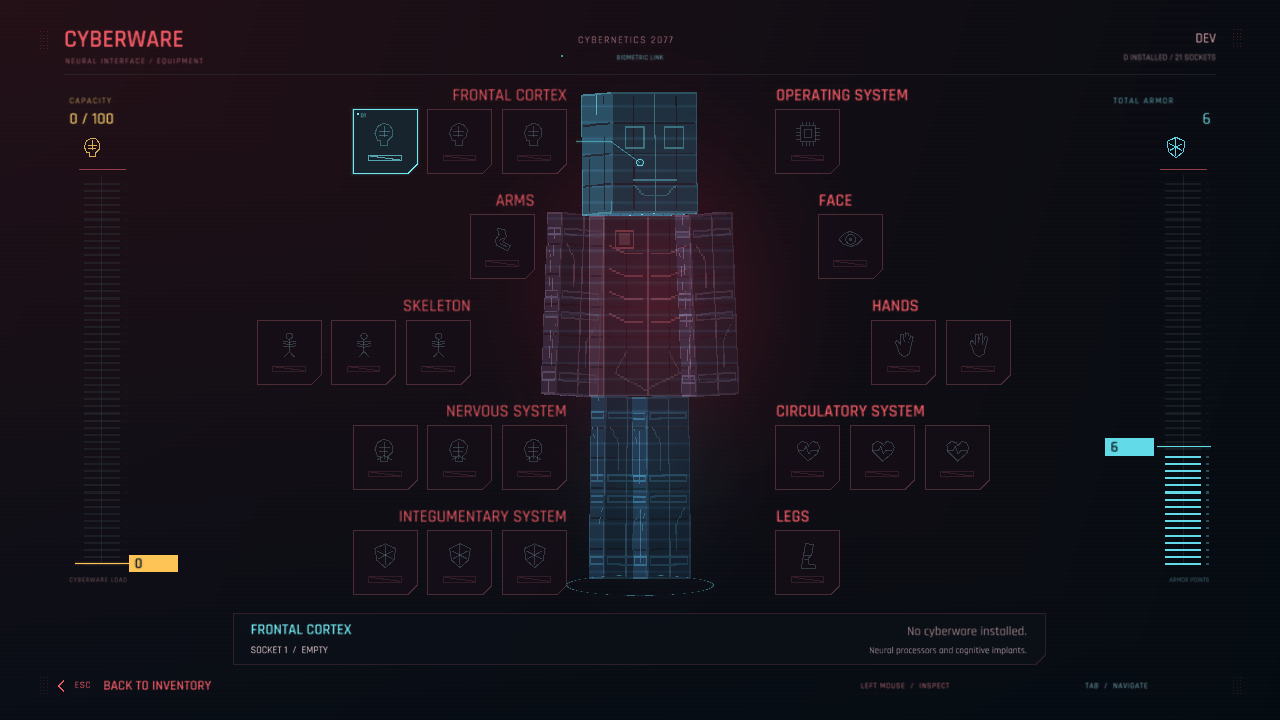 CYBERWARE
NEURAL INTERFACE / EQUIPMENT
CYBERNETICS 2077
BIOMETRIC LINK
DEV
0 INSTALLED / 21 SOCKETS
CAPACITY
0 / 100
TOTAL ARMOR
6
FRONTAL CORTEX
OPERATING SYSTEM
ARMS
FACE
SKELETON
HANDS
NERVOUS SYSTEM
CIRCULATORY SYSTEM
6
INTEGUMENTARY SYSTEM
LEGS
0
CYBERWARE LOAD
ARMOR POINTS
FRONTAL CORTEX
SOCKET 1 / EMPTY
No cyberware installed.
Neural processors and cognitive implants.
ESC BACK TO INVENTORY
LEFT MOUSE / INSPECT
TAB / NAVIGATE